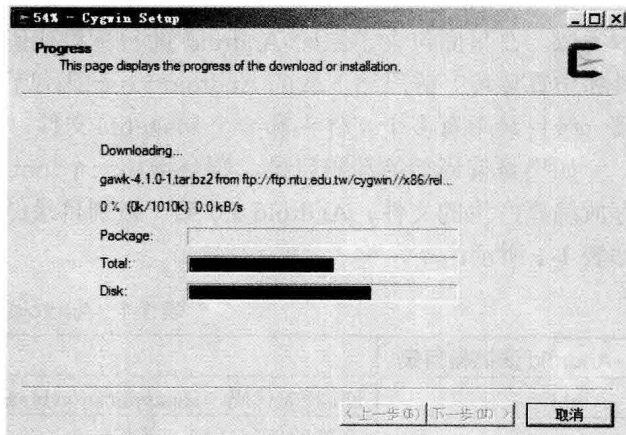 54% - Cygwin Setup
Progress
This page displays the progress of the download or installation.
Downloading...
gawk-4.1.0-1.tar.bz2 from ftp://ftp.ntu.edu.tw/cygwin//x86/rel...
0 % (0k/1010k) 0.0 kB/s
Package:
Total:
Disk:
<上一步(B) 下一步(N) > 取消